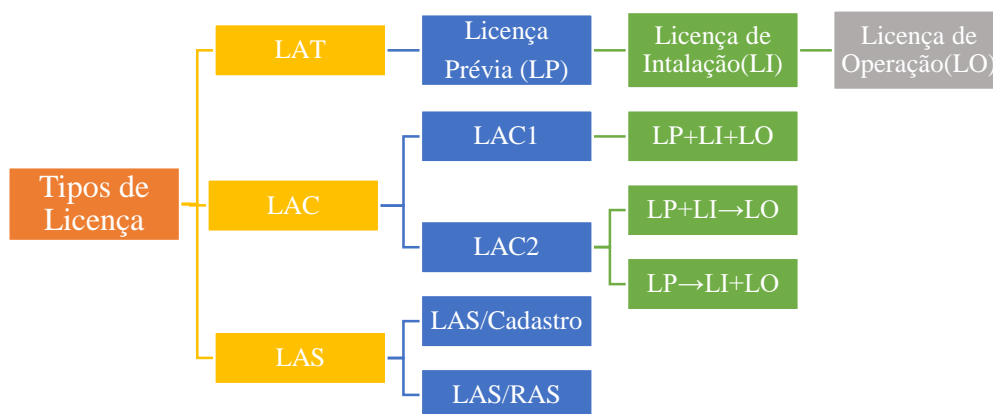 Tipos de
Licença
LAT
Licença
Prévia (LP)
Licença de
Intalação(LI)
Licença de
Operação(LO)
LAC
LAC1
LP+LI+LO
LAC2
LP+LI→LO
LP→LI+LO
LAS
LAS/Cadastro
LAS/RAS